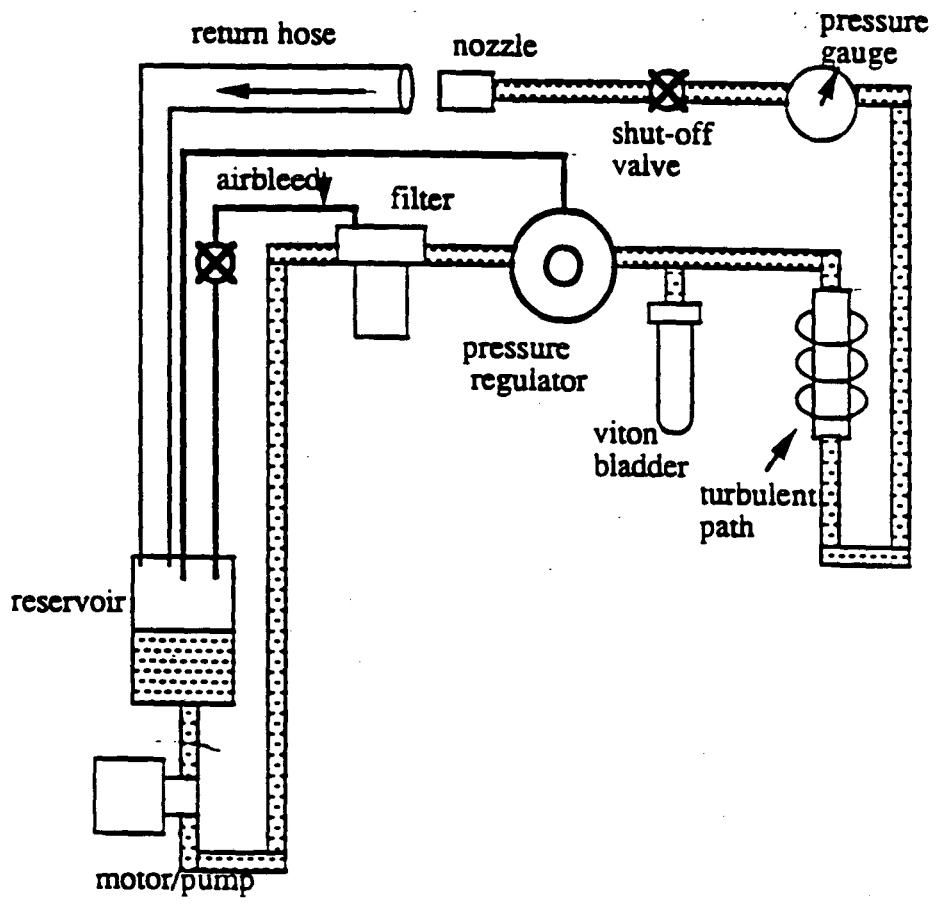 return hose
nozzle
pressure
gauge
shut-off
valve
airbleed
filter
pressure
regulator
viton
bladder
turbulent
path
reservoir
motor/pump